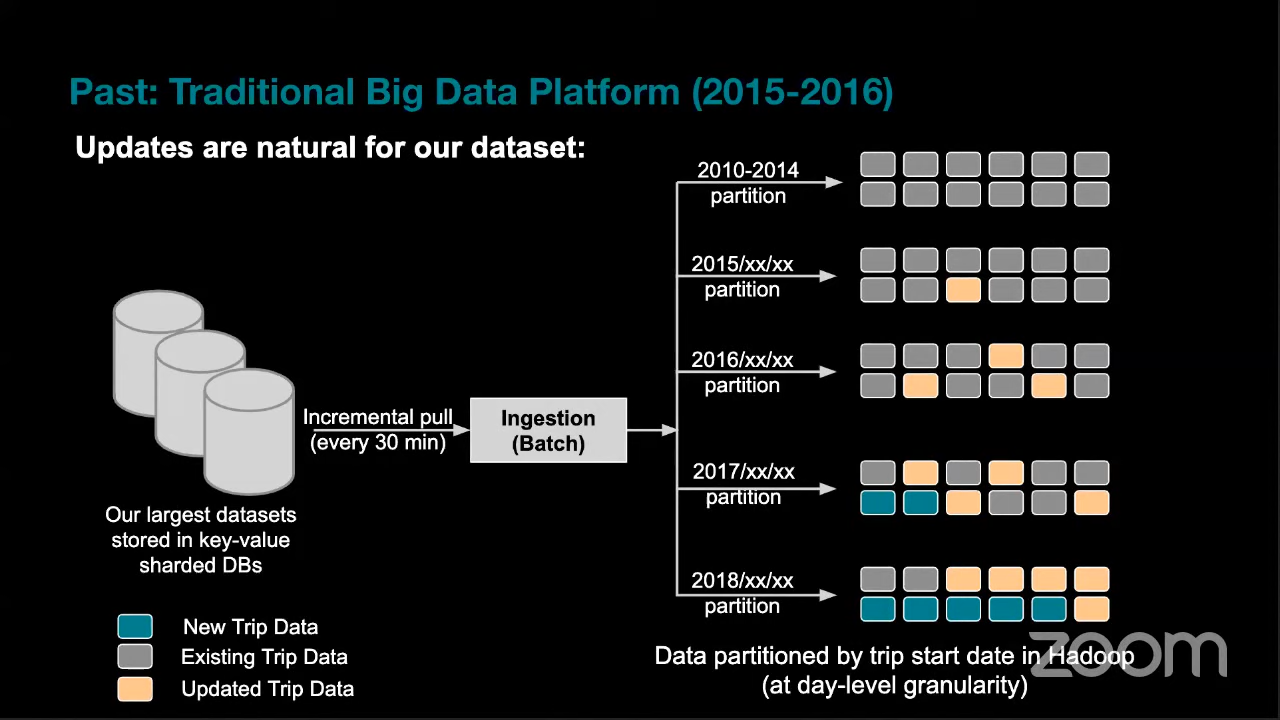 Past: Traditional Big Data Platform (2015-2016)
Updates are natural for our dataset:
2010-2014
partition
2015/xx/xx
partition
2016/xx/xx
partition
Incremental pull
(every 30 min)
Ingestion
(Batch)
2017/xx/xx
partition
Our largest datasets
stored in key-value
sharded DBs
2018/xx/xx
partition
New Trip Data
Existing Trip Data
Updated Trip Data
Data partitioned by trip start date in Hadoop
(at day-level granularity)
zoom